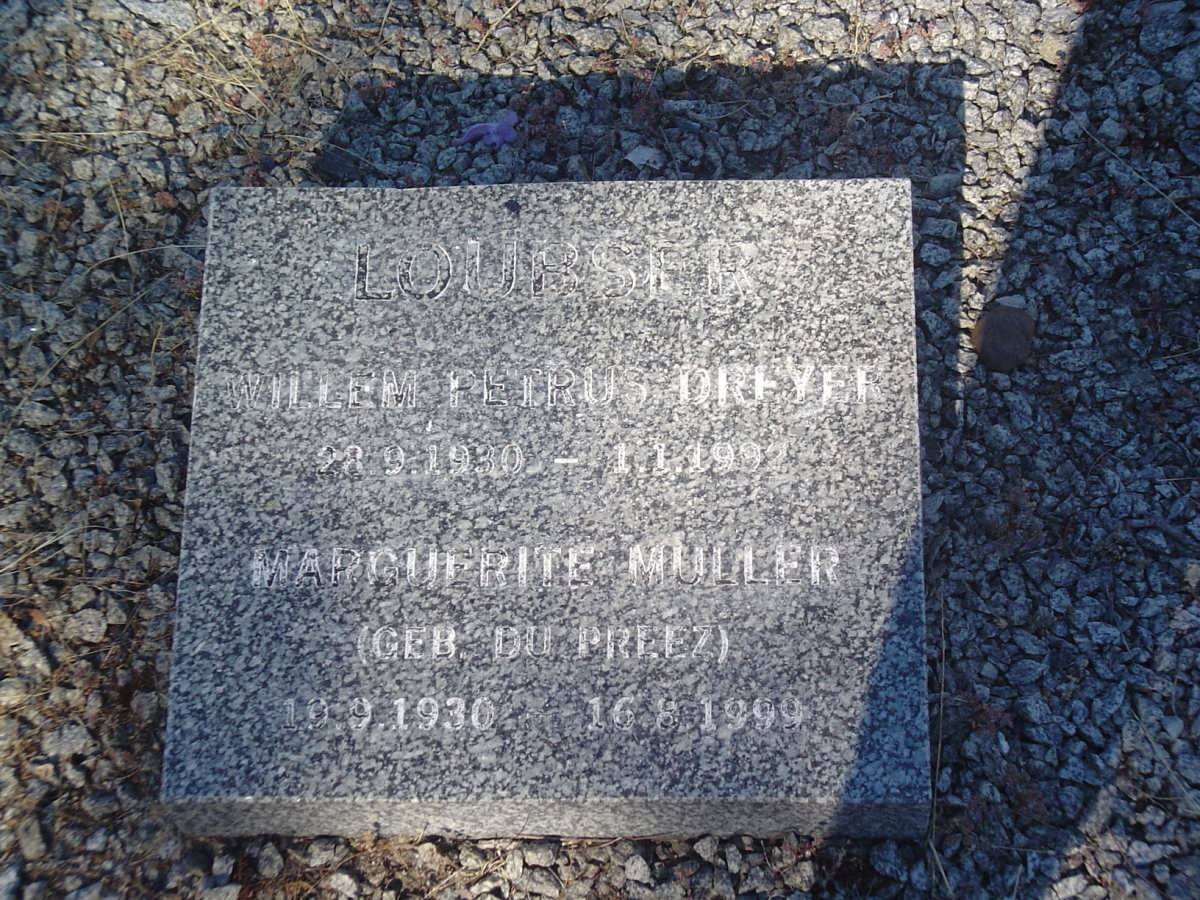 LOUBSER
WILLEM PETRUS DREYER
28.9.1930 – 1.1.1992
MARGUERITE MULLER
(GEB. DU PREEZ)
19.9.1930 – 16.8.1999